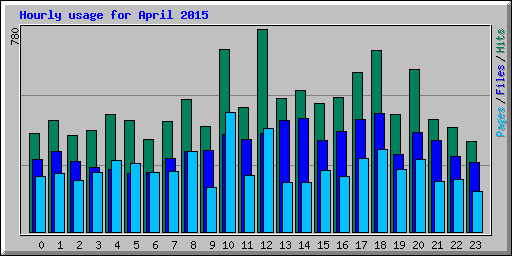 Hourly usage for April 2015
780
Pages / Files / Hits
0 1 2 3 4 5 6 7 8 9 10 11 12 13 14 15 16 17 18 19 20 21 22 23